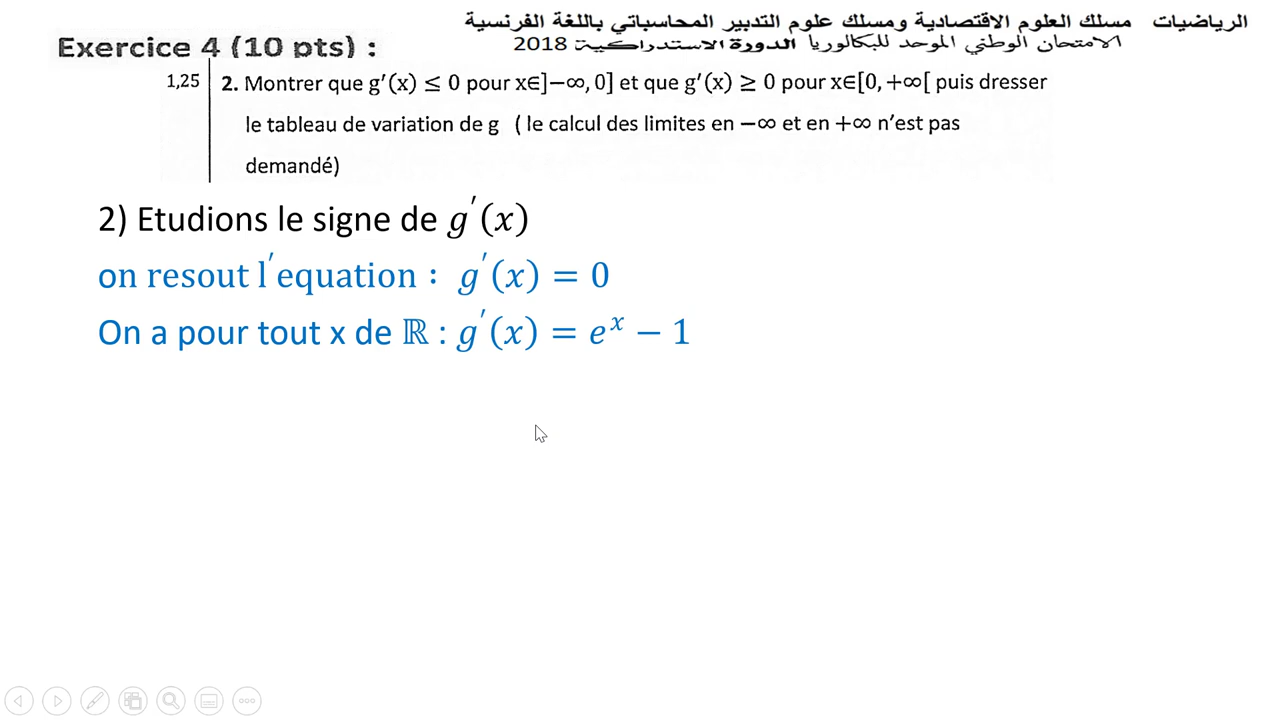 الرياضيات مسلك العلوم الاقتصادية ومسلك علوم التدبير المحاسباتي باللغة الفرنسية
الامتحان الوطني الموحد للبكالوريا الدورة الاستدراكية 2018
Exercice 4 (10 pts) :
1,25 2. Montrer que g′(x) ≤ 0 pour x∈]−∞, 0] et que g′(x) ≥ 0 pour x∈[0, +∞[ puis dresser
le tableau de variation de g ( le calcul des limites en −∞ et en +∞ n'est pas
demandé)
2) Etudions le signe de g′(x)
on resout l′equation : g′(x) = 0
On a pour tout x de ℝ : g′(x) = eˣ − 1